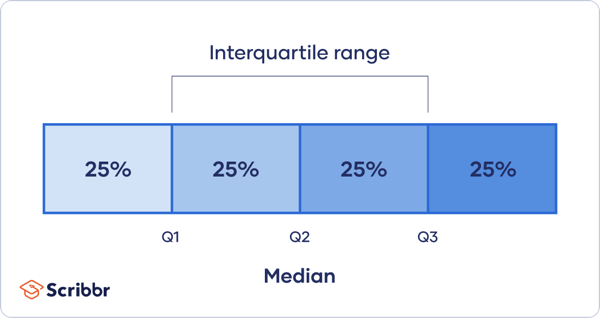 Interquartile range
25% 25% 25% 25%
Q1 Q2 Q3
Median
Scribbr